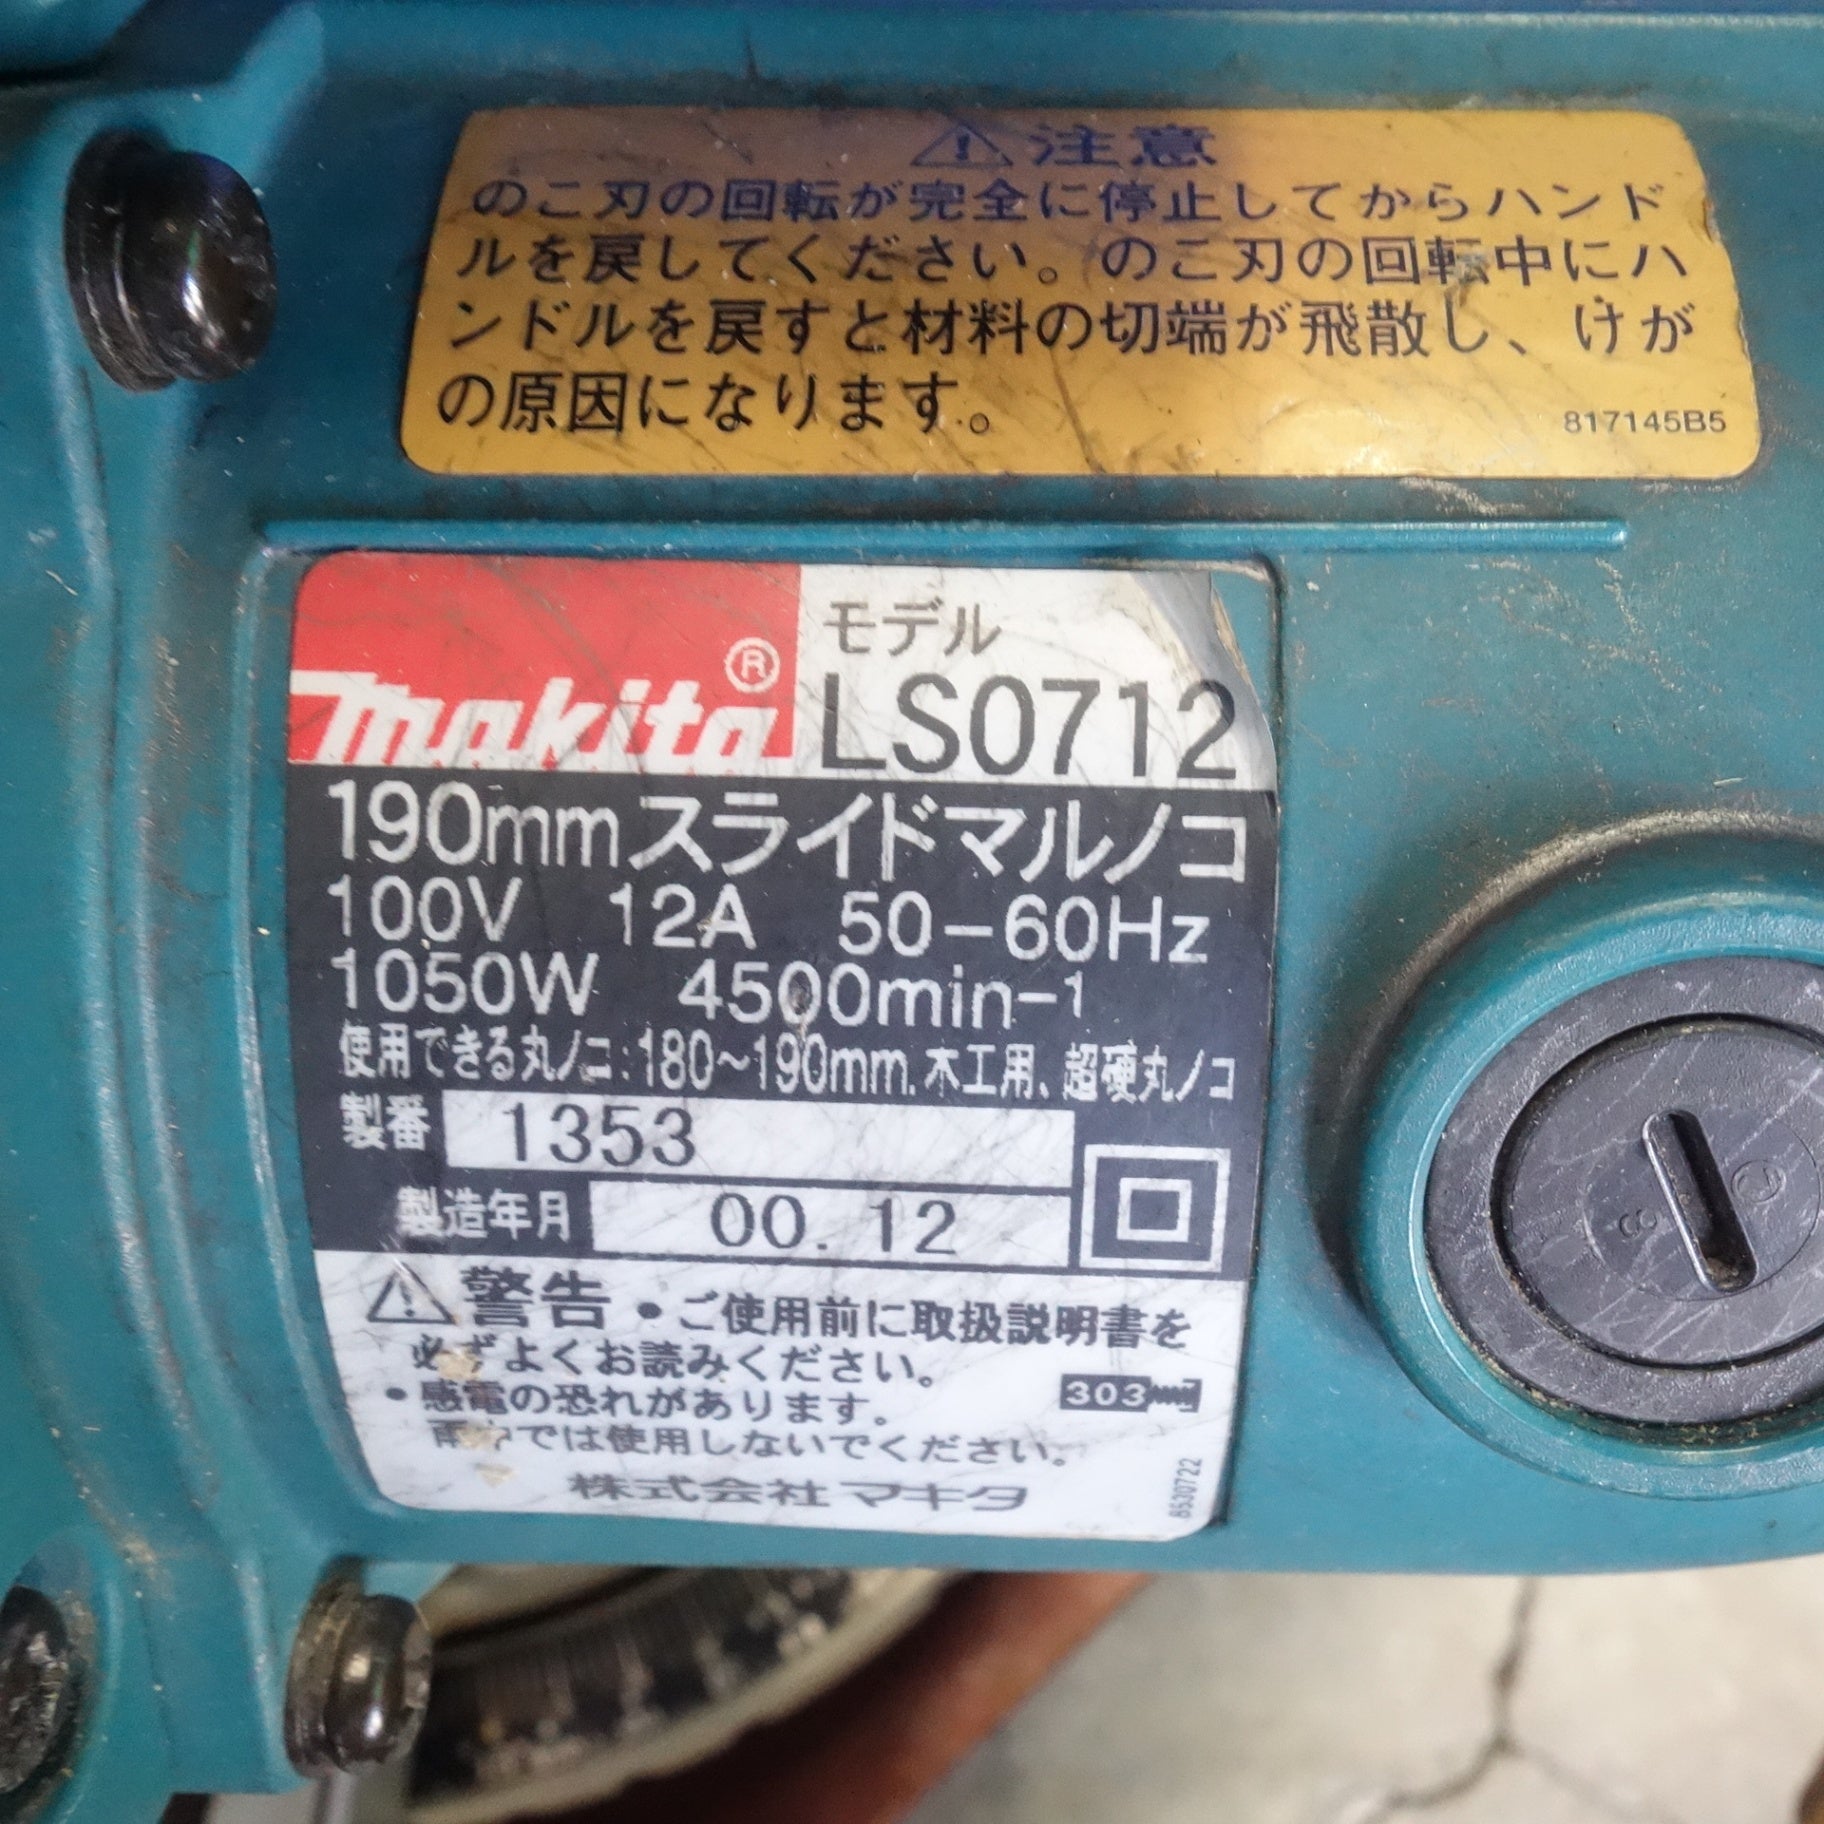 注意
のこ刃の回転が完全に停止してからハンド
ルを戻してください。のこ刃の回転中にハ
ンドルを戻すと材料の切端が飛散し、けが
の原因になります。
817145B5
makita®
モデル
LS0712
190mmスライドマルノコ
100V 12A 50-60Hz
1050W 4500min-1
使用できる丸ノコ:180~190mm.木工用、超硬丸ノコ
製番 1353
製造年月 00.12
警告 •ご使用前に取扱説明書を
必ずよくお読みください。
•感電の恐れがあります。
雨中では使用しないでください。
303
株式会社マキタ
8530722